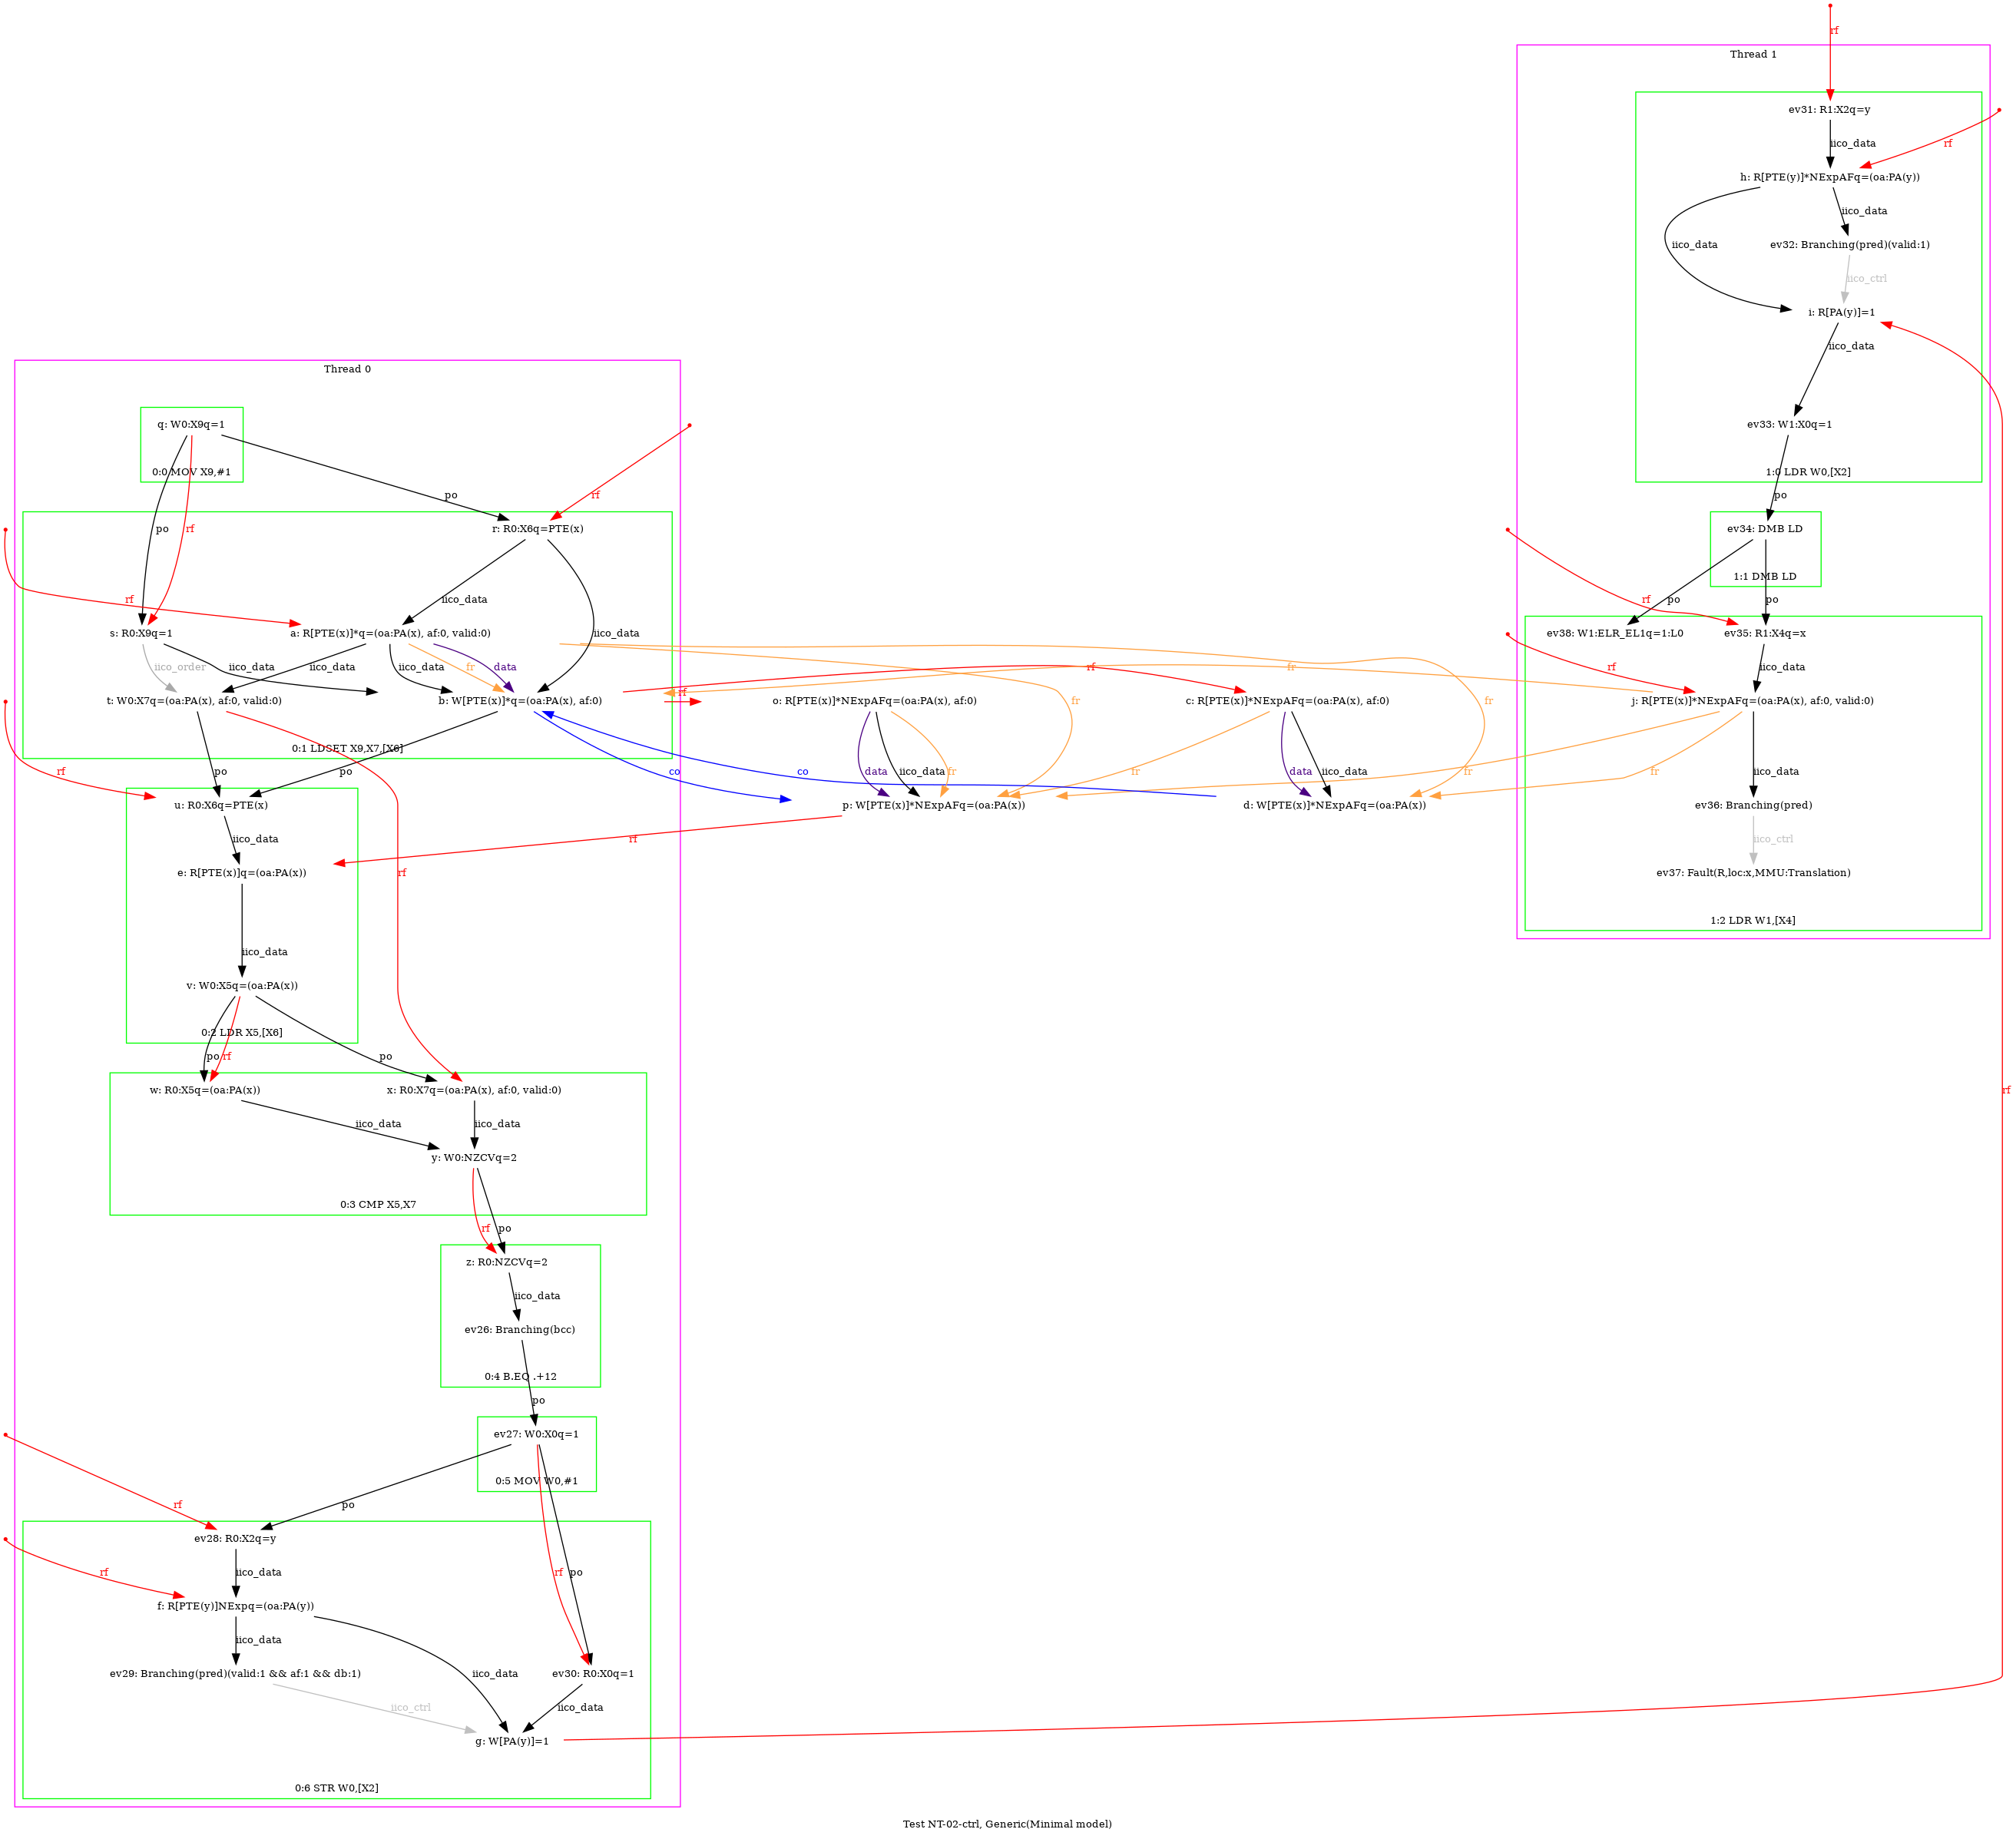 rf
Thread 1
ev31: R1:X2q=y
iico_data
rf
h: R[PTE(y)]*NExpAFq=(oa:PA(y))
iico_data
iico_data
ev32: Branching(pred)(valid:1)
iico_ctrl
i: R[PA(y)]=1
iico_data
ev33: W1:X0q=1
1:0 LDR W0,[X2]
po
ev34: DMB LD
1:1 DMB LD
rf
po
po
ev38: W1:ELR_EL1q=1:L0
ev35: R1:X4q=x
rf
iico_data
j: R[PTE(x)]*NExpAFq=(oa:PA(x), af:0, valid:0)
iico_data
ev36: Branching(pred)
iico_ctrl
ev37: Fault(R,loc:x,MMU:Translation)
1:2 LDR W1,[X4]
Thread 0
q: W0:X9q=1
0:0 MOV X9,#1
po
rf
po
rf
r: R0:X6q=PTE(x)
rf
iico_data
iico_data
s: R0:X9q=1
a: R[PTE(x)]*q=(oa:PA(x), af:0, valid:0)
iico_order
iico_data
iico_data
iico_data
fr
data
t: W0:X7q=(oa:PA(x), af:0, valid:0)
b: W[PTE(x)]*q=(oa:PA(x), af:0)
0:1 LDSET X9,X7,[X6]
rf
rf
fr
fr
fr
o: R[PTE(x)]*NExpAFq=(oa:PA(x), af:0)
c: R[PTE(x)]*NExpAFq=(oa:PA(x), af:0)
data
iico_data
fr
fr
data
iico_data
fr
fr
co
co
p: W[PTE(x)]*NExpAFq=(oa:PA(x))
d: W[PTE(x)]*NExpAFq=(oa:PA(x))
rf
po
po
rf
u: R0:X6q=PTE(x)
iico_data
rf
e: R[PTE(x)]q=(oa:PA(x))
iico_data
rf
v: W0:X5q=(oa:PA(x))
0:2 LDR X5,[X6]
po
rf
po
w: R0:X5q=(oa:PA(x))
x: R0:X7q=(oa:PA(x), af:0, valid:0)
iico_data
iico_data
y: W0:NZCVq=2
0:3 CMP X5,X7
rf
po
z: R0:NZCVq=2
iico_data
ev26: Branching(bcc)
0:4 B.EQ .+12
po
ev27: W0:X0q=1
0:5 MOV W0,#1
rf
po
rf
po
ev28: R0:X2q=y
rf
iico_data
f: R[PTE(y)]NExpq=(oa:PA(y))
iico_data
iico_data
ev29: Branching(pred)(valid:1 && af:1 && db:1)
ev30: R0:X0q=1
iico_ctrl
iico_data
g: W[PA(y)]=1
0:6 STR W0,[X2]
Test NT-02-ctrl, Generic(Minimal model)